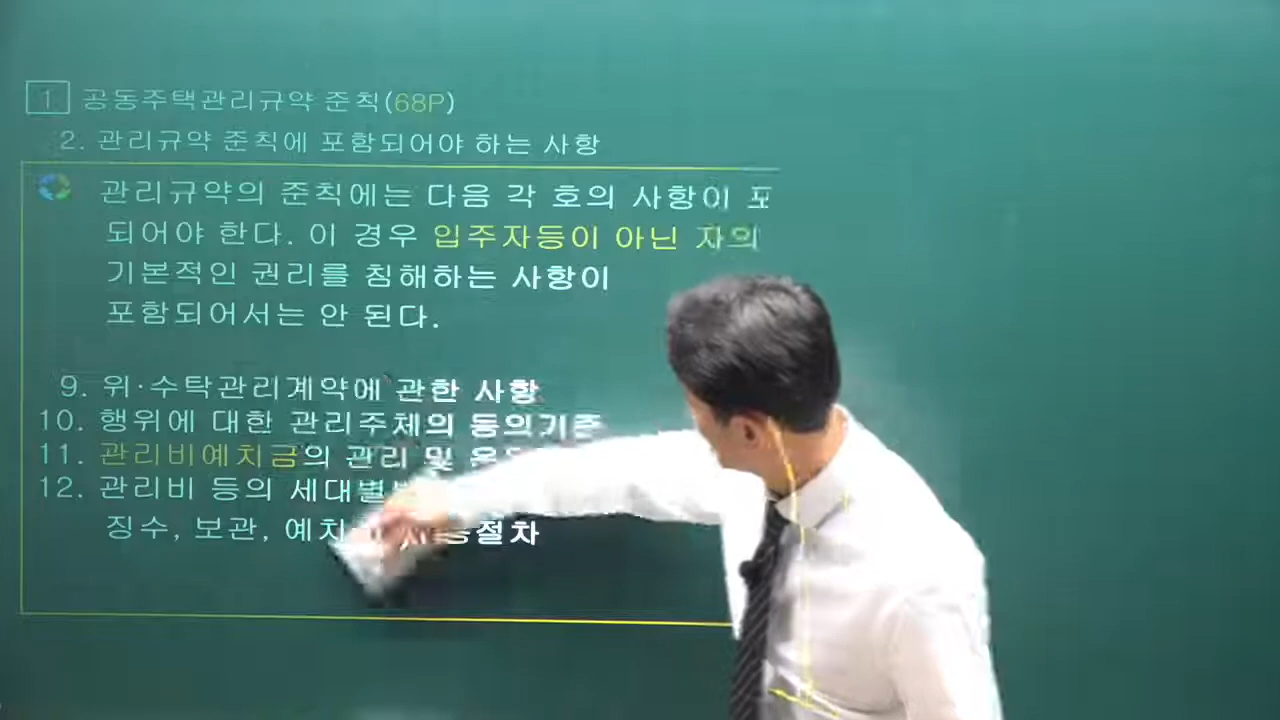 1 공동주택관리규약 준칙(68P)
2. 관리규약 준칙에 포함되어야 하는 사항
관리규약의 준칙에는 다음 각 호의 사항이
되어야 한다. 이 경우 입주자등이 아닌 자의
기본적인 권리를 침해하는 사항이
포함되어서는 안 된다.
9. 위·수탁관리계약에 관한 사항
10. 행위에 대한 관리주체의 동의기준
11. 관리비예치금의 관리 및
12. 관리비 등의 세대별
징수, 보관, 절차